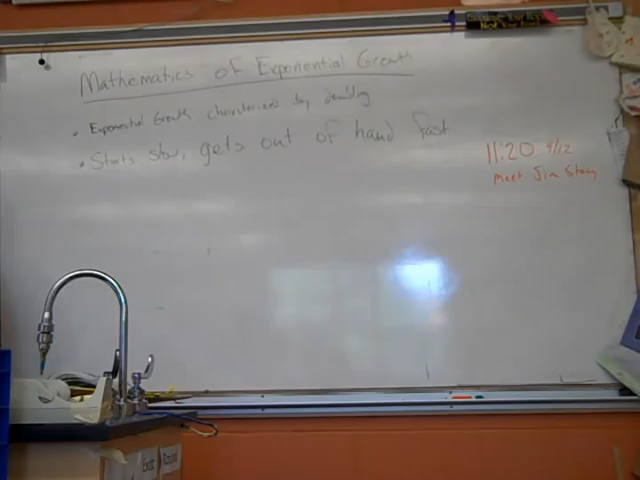 Mathematics of Exponential Growth
• Exponential Growth characterized by doubling
• Starts slow, gets out of hand fast
11:20 9/12
Meet Jim